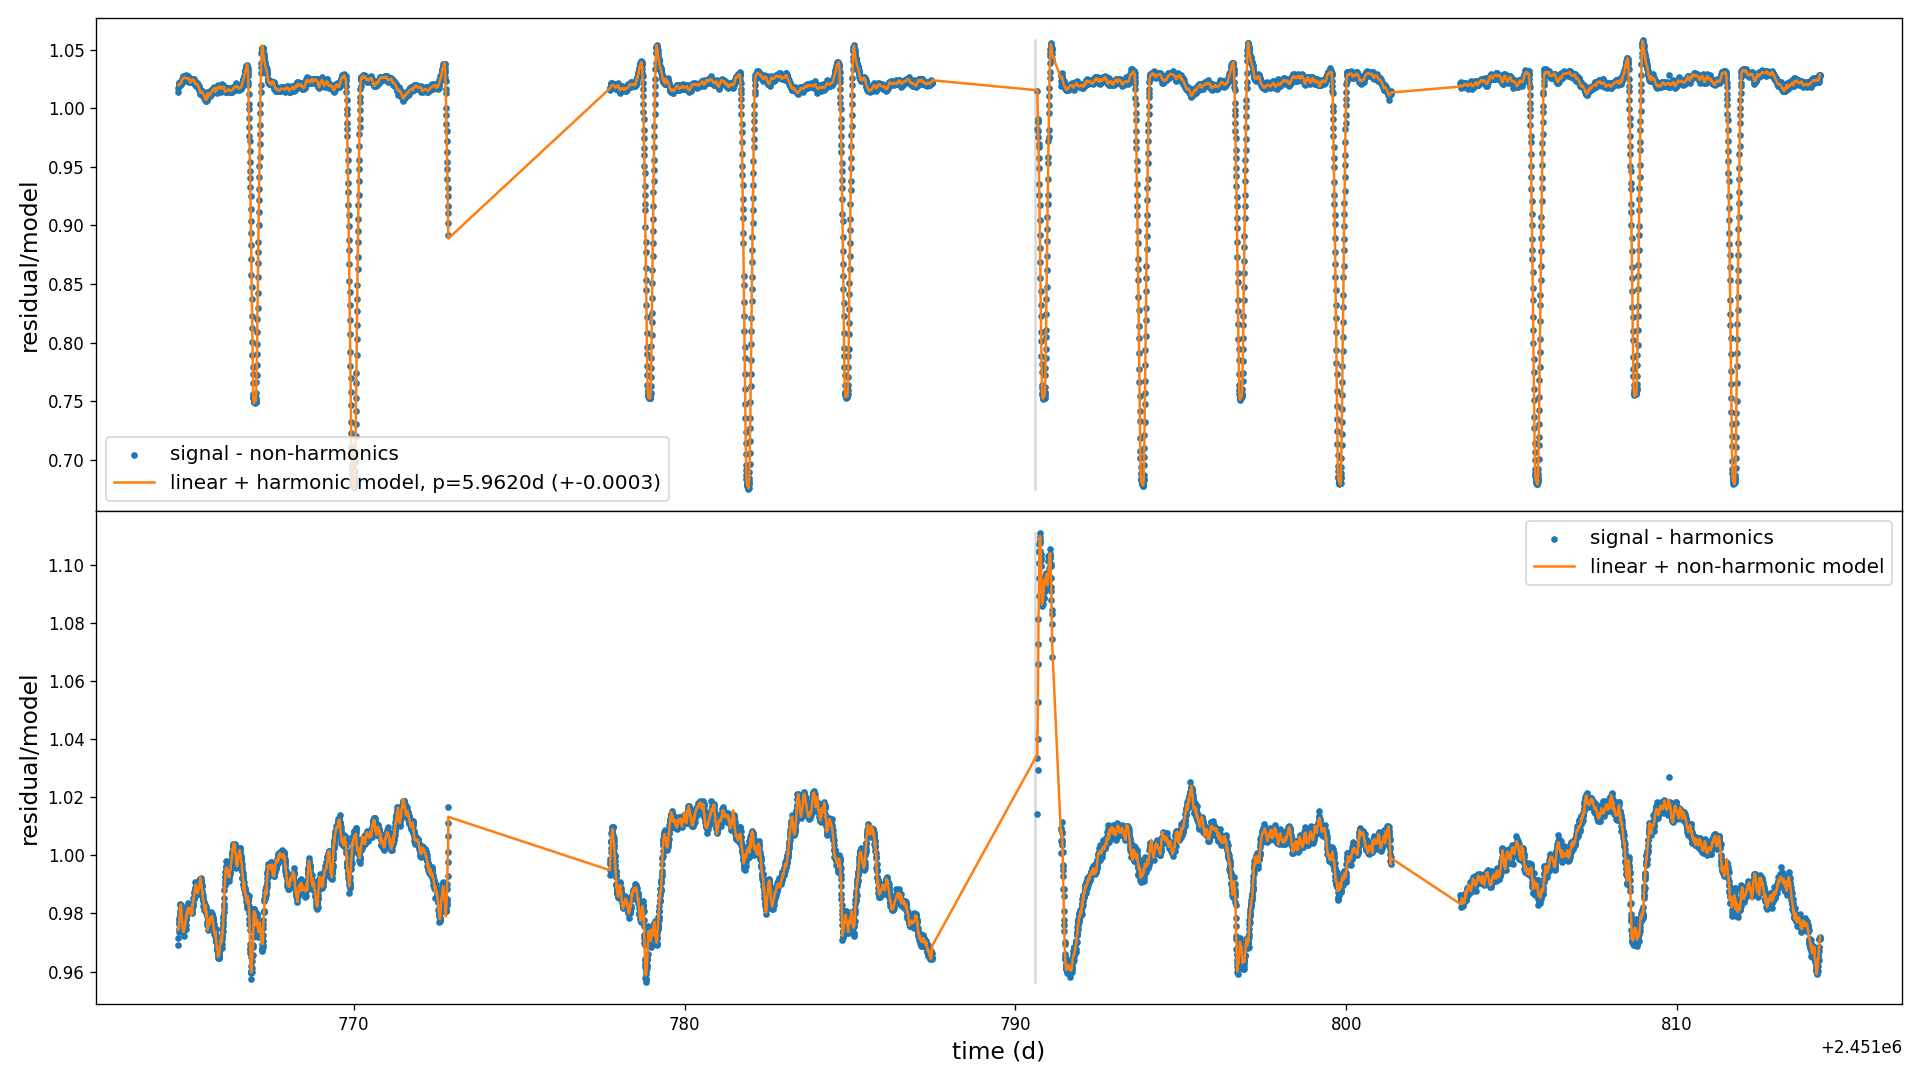 1.05
1.00
0.95
0.90
0.85
0.80
0.75
0.70
residual/model
signal - non-harmonics
linear + harmonic model, p=5.9620d (+-0.0003)
1.10
1.08
1.06
1.04
1.02
1.00
0.98
0.96
residual/model
signal - harmonics
linear + non-harmonic model
770
780
790
800
810
time (d)
+2.451e6